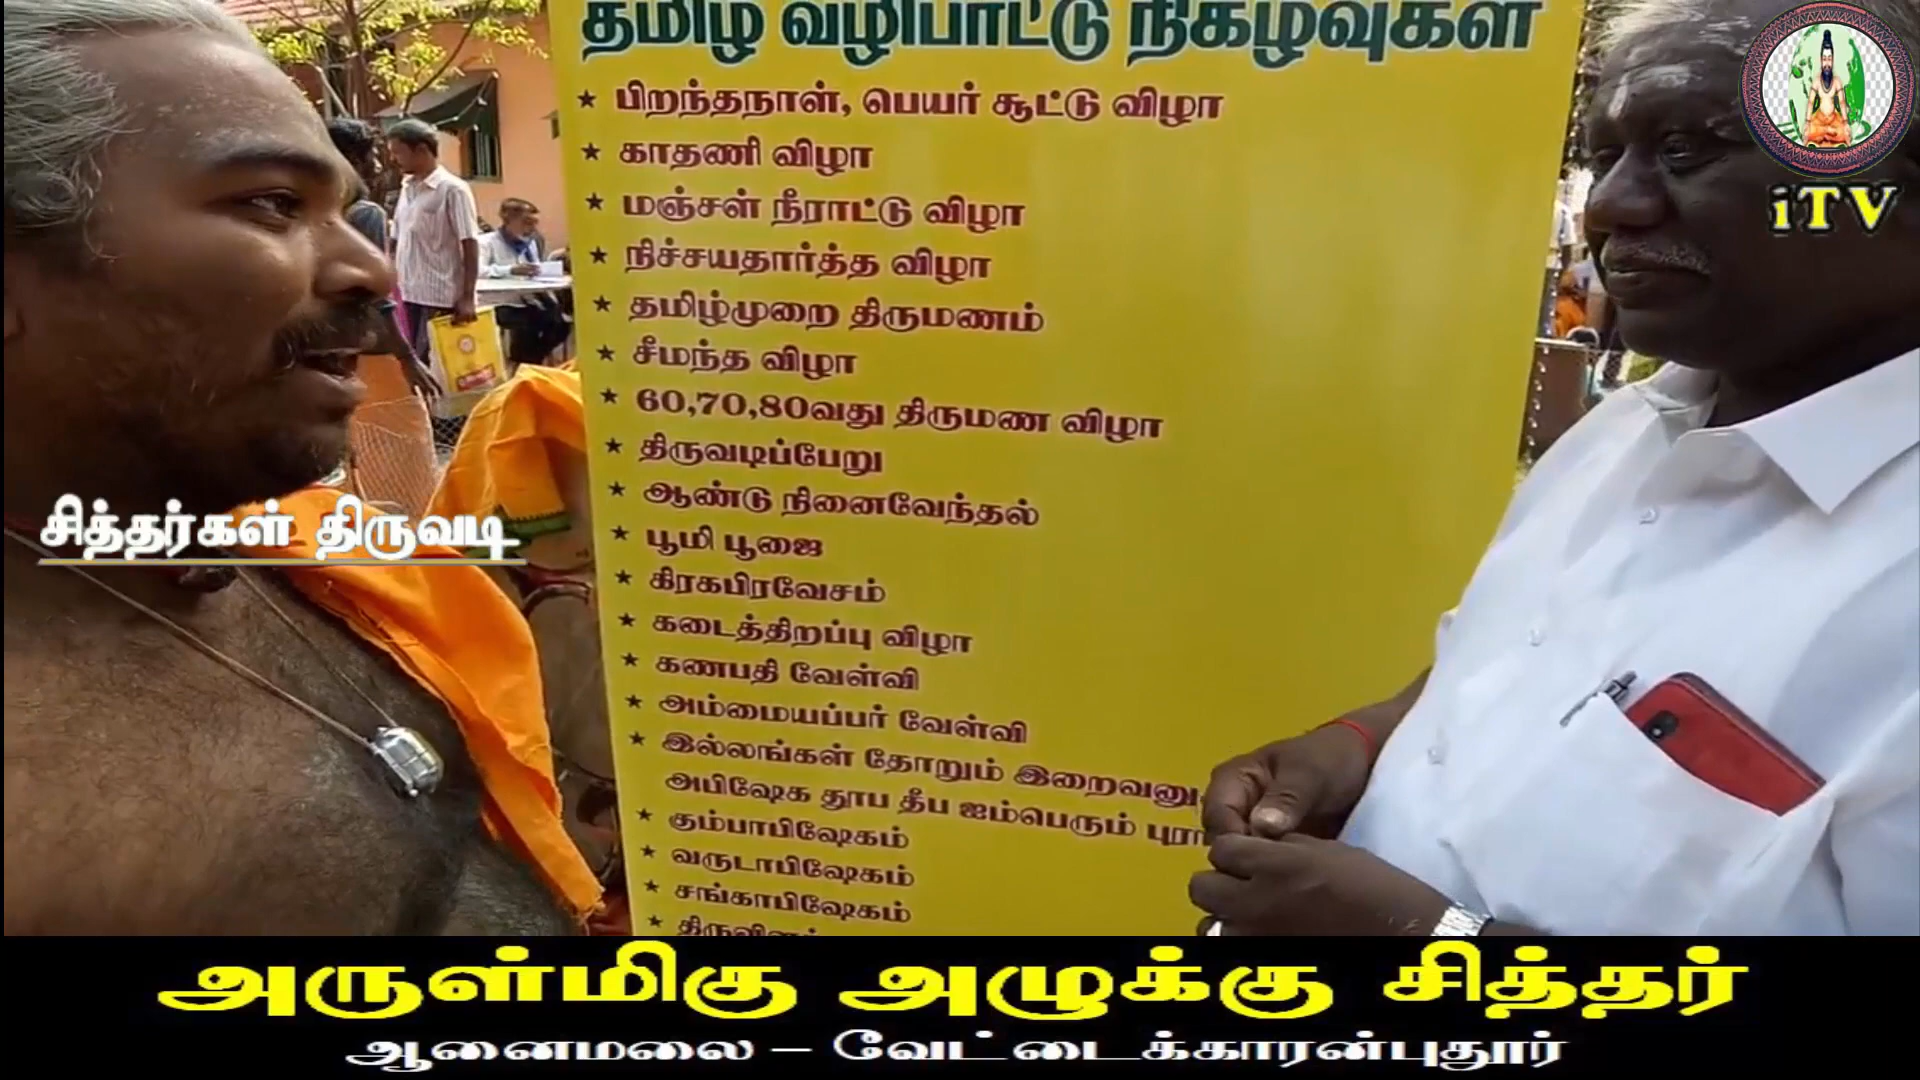 தமிழ் வழிபாட்டு நிகழ்வுகள்
★ பிறந்தநாள், பெயர் சூட்டு விழா
★ காதணி விழா
★ மஞ்சள் நீராட்டு விழா
★ நிச்சயதார்த்த விழா
★ தமிழ்முறை திருமணம்
★ சீமந்த விழா
★ 60,70,80வது திருமண விழா
★ திருவடிப்பேறு
★ ஆண்டு நினைவேந்தல்
★ பூமி பூஜை
★ கிரகபிரவேசம்
★ கடைத்திறப்பு விழா
★ கணபதி வேள்வி
★ அம்மையப்பர் வேள்வி
★ இல்லங்கள் தோறும் இறைவனு
அபிஷேக தூப தீப ஐம்பெரும் புரா
★ கும்பாபிஷேகம்
★ வருடாபிஷேகம்
★ சங்காபிஷேகம்
iTV
சித்தர்கள் திருவடி
அருள்மிகு அழுக்கு சித்தர்
ஆனைமலை – வேட்டைக்காரன்புதூர்